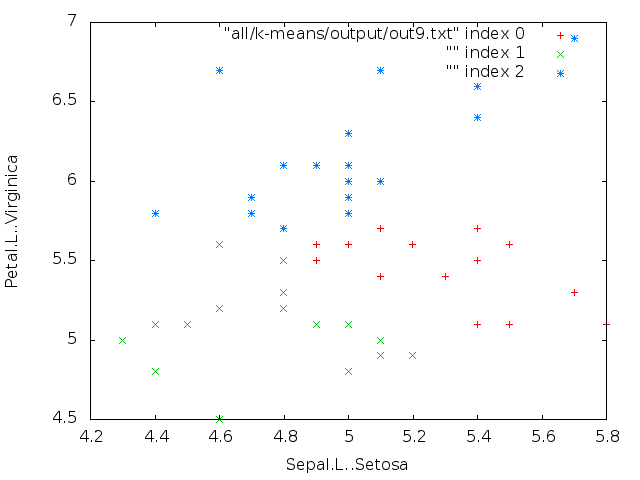 7
"all/k-means/output/out9.txt" index 0
"" index 1
"" index 2
6.5
6
5.5
5
4.5
Petal.L..Virginica
4.2 4.4 4.6 4.8 5 5.2 5.4 5.6 5.8
Sepal.L..Setosa